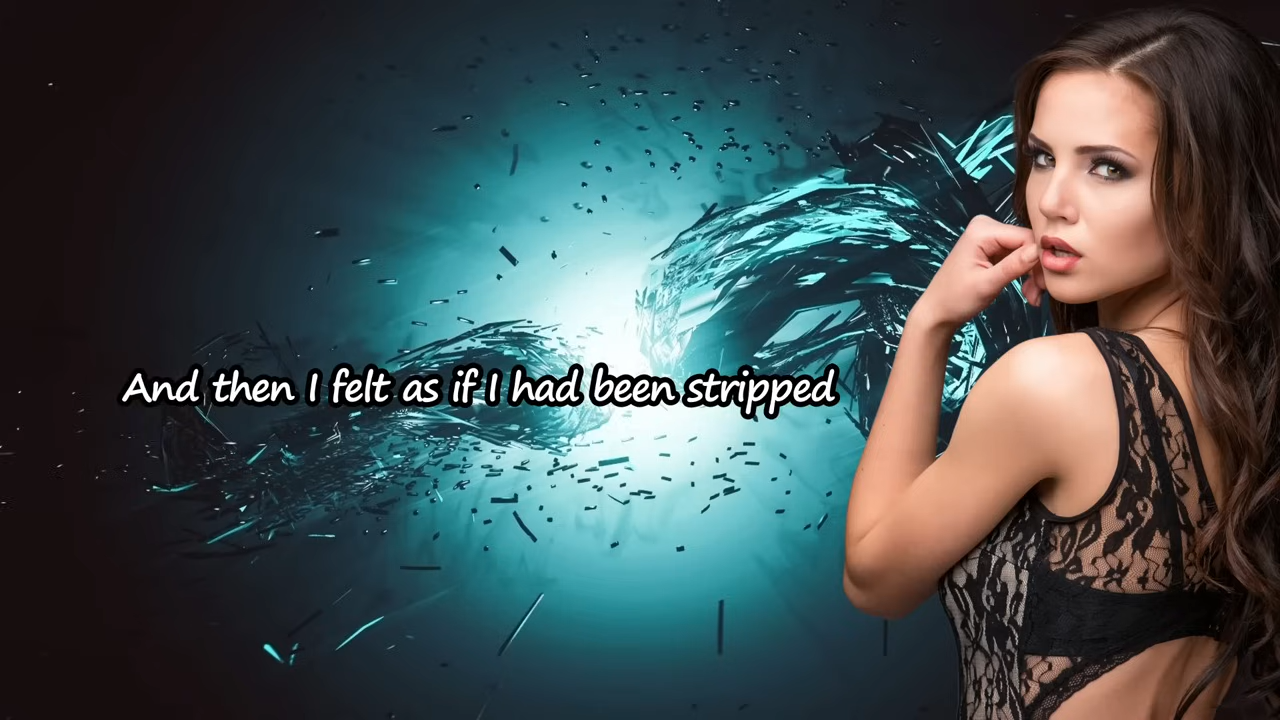 And then I felt as if I had been stripped